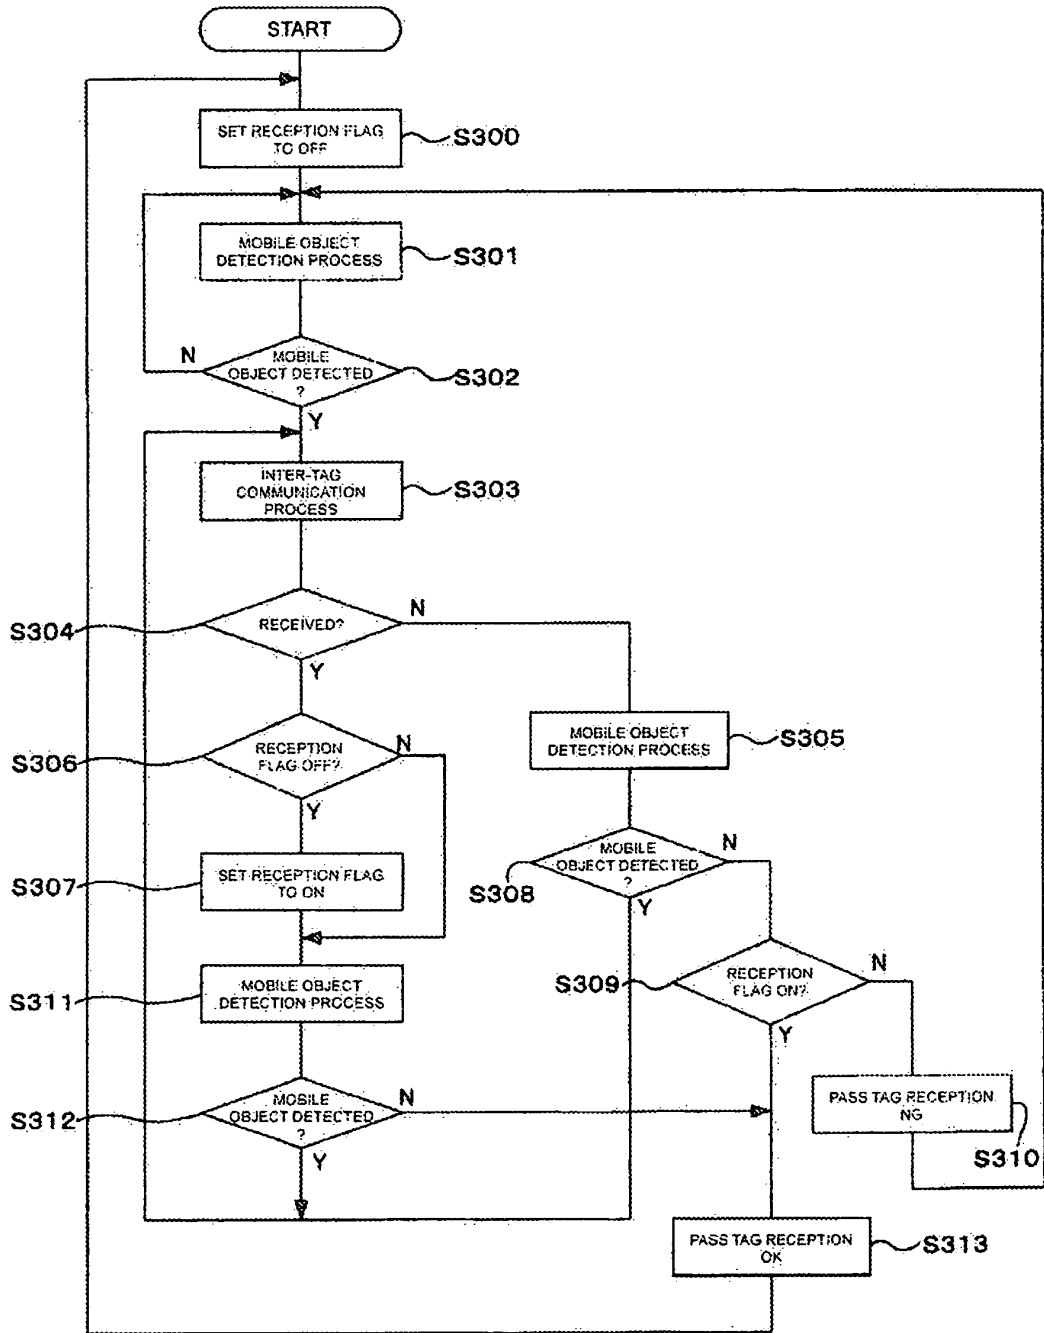 START
SET RECEPTION FLAG
TO OFF
S300
MOBILE OBJECT
DETECTION PROCESS
S301
N
MOBILE
OBJECT DETECTED
?
S302
Y
INTER-TAG
COMMUNICATION
PROCESS
S303
S304
RECEIVED?
N
Y
MOBILE OBJECT
DETECTION PROCESS
S305
S306
RECEPTION
FLAG OFF?
N
Y
MOBILE
OBJECT DETECTED
?
N
S308
Y
S307
SET RECEPTION FLAG
TO ON
S309
RECEPTION
FLAG ON?
N
Y
S311
MOBILE OBJECT
DETECTION PROCESS
S312
MOBILE
OBJECT DETECTED
?
N
Y
PASS TAG RECEPTION
NG
S310
PASS TAG RECEPTION
OK
S313